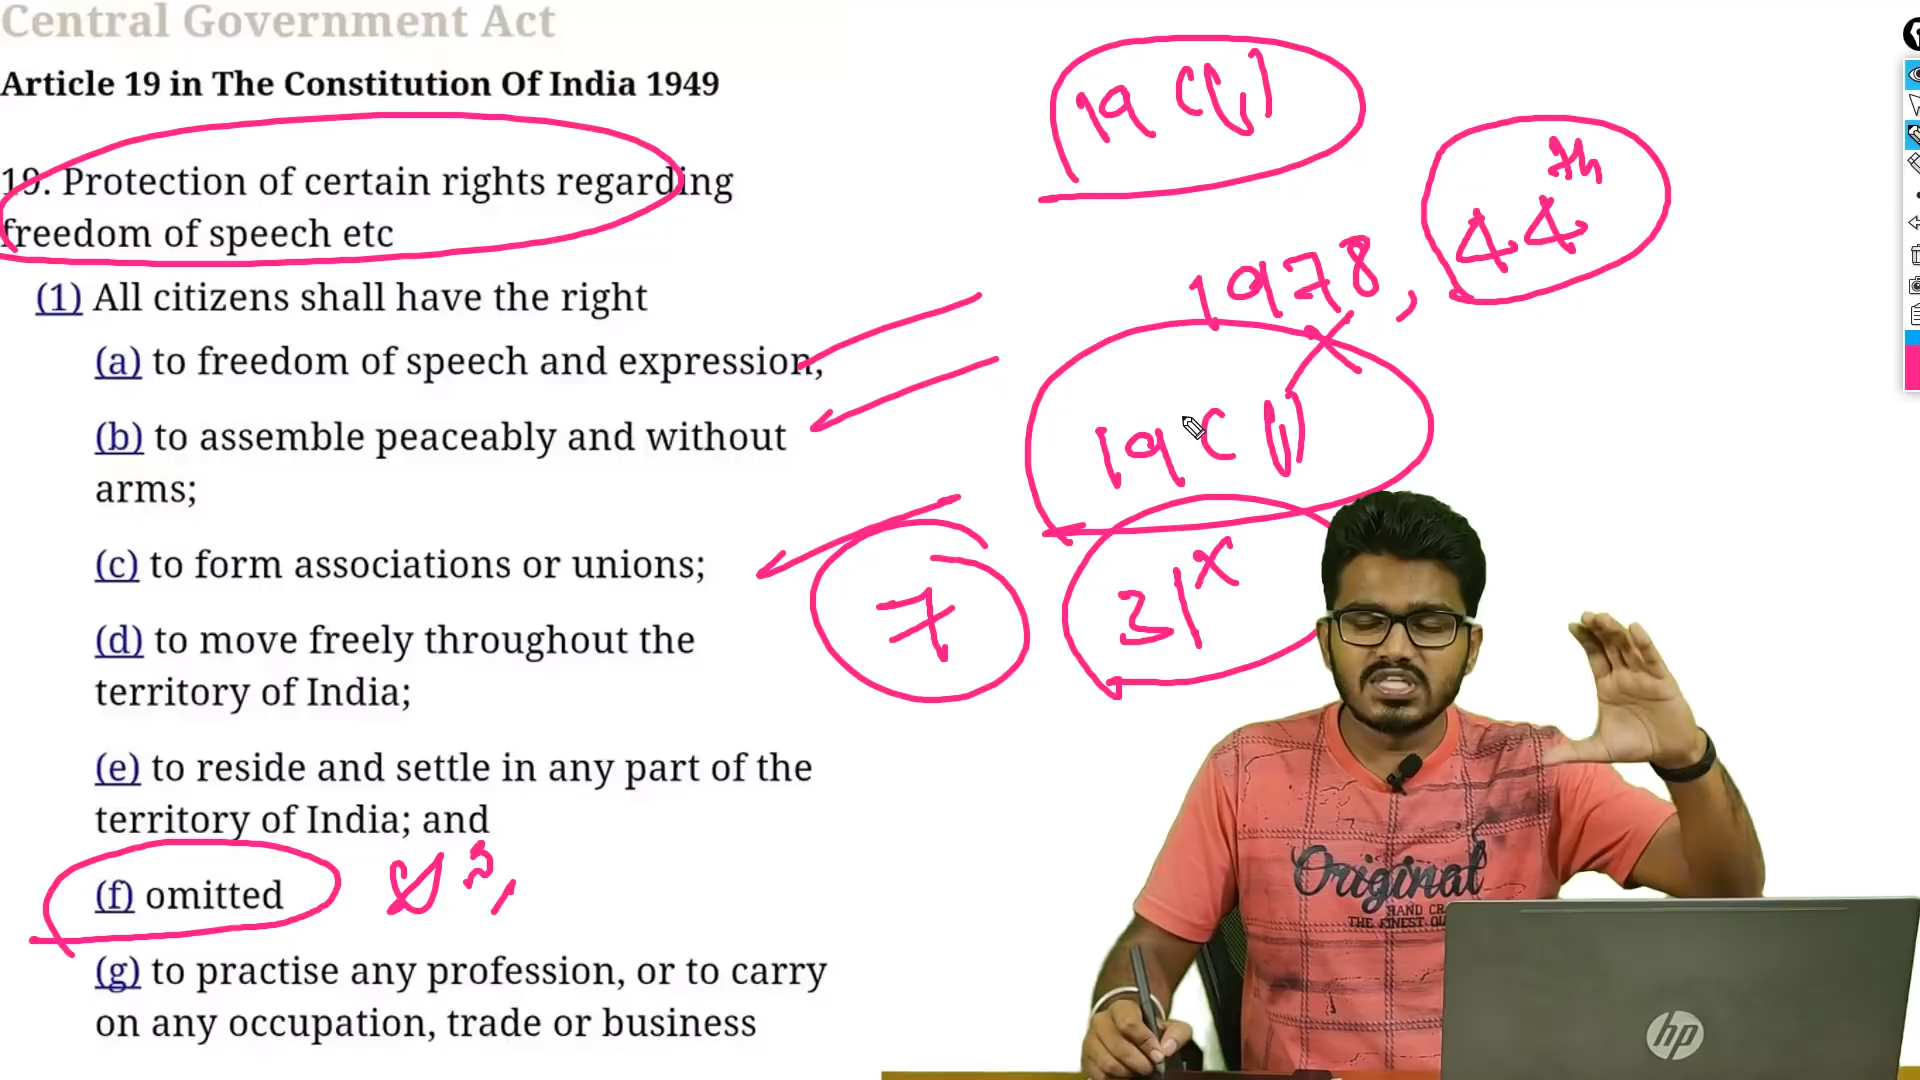 Central Government Act
Article 19 in The Constitution Of India 1949
19. Protection of certain rights regarding
freedom of speech etc
(1) All citizens shall have the right
(a) to freedom of speech and expression;
(b) to assemble peaceably and without
arms;
(c) to form associations or unions;
(d) to move freely throughout the
territory of India;
(e) to reside and settle in any part of the
territory of India; and
(f) omitted
(g) to practise any profession, or to carry
on any occupation, trade or business
1978, 44th
7
31
Original
HAND CR
THE FINEST
hp